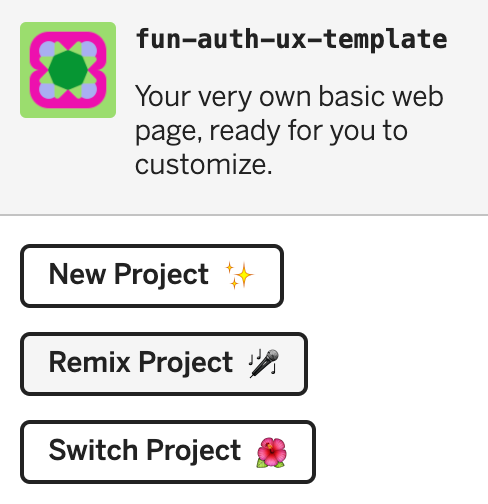 fun-auth-ux-template
Your very own basic web
page, ready for you to
customize.
New Project ✨
Remix Project 🎤
Switch Project 🌺